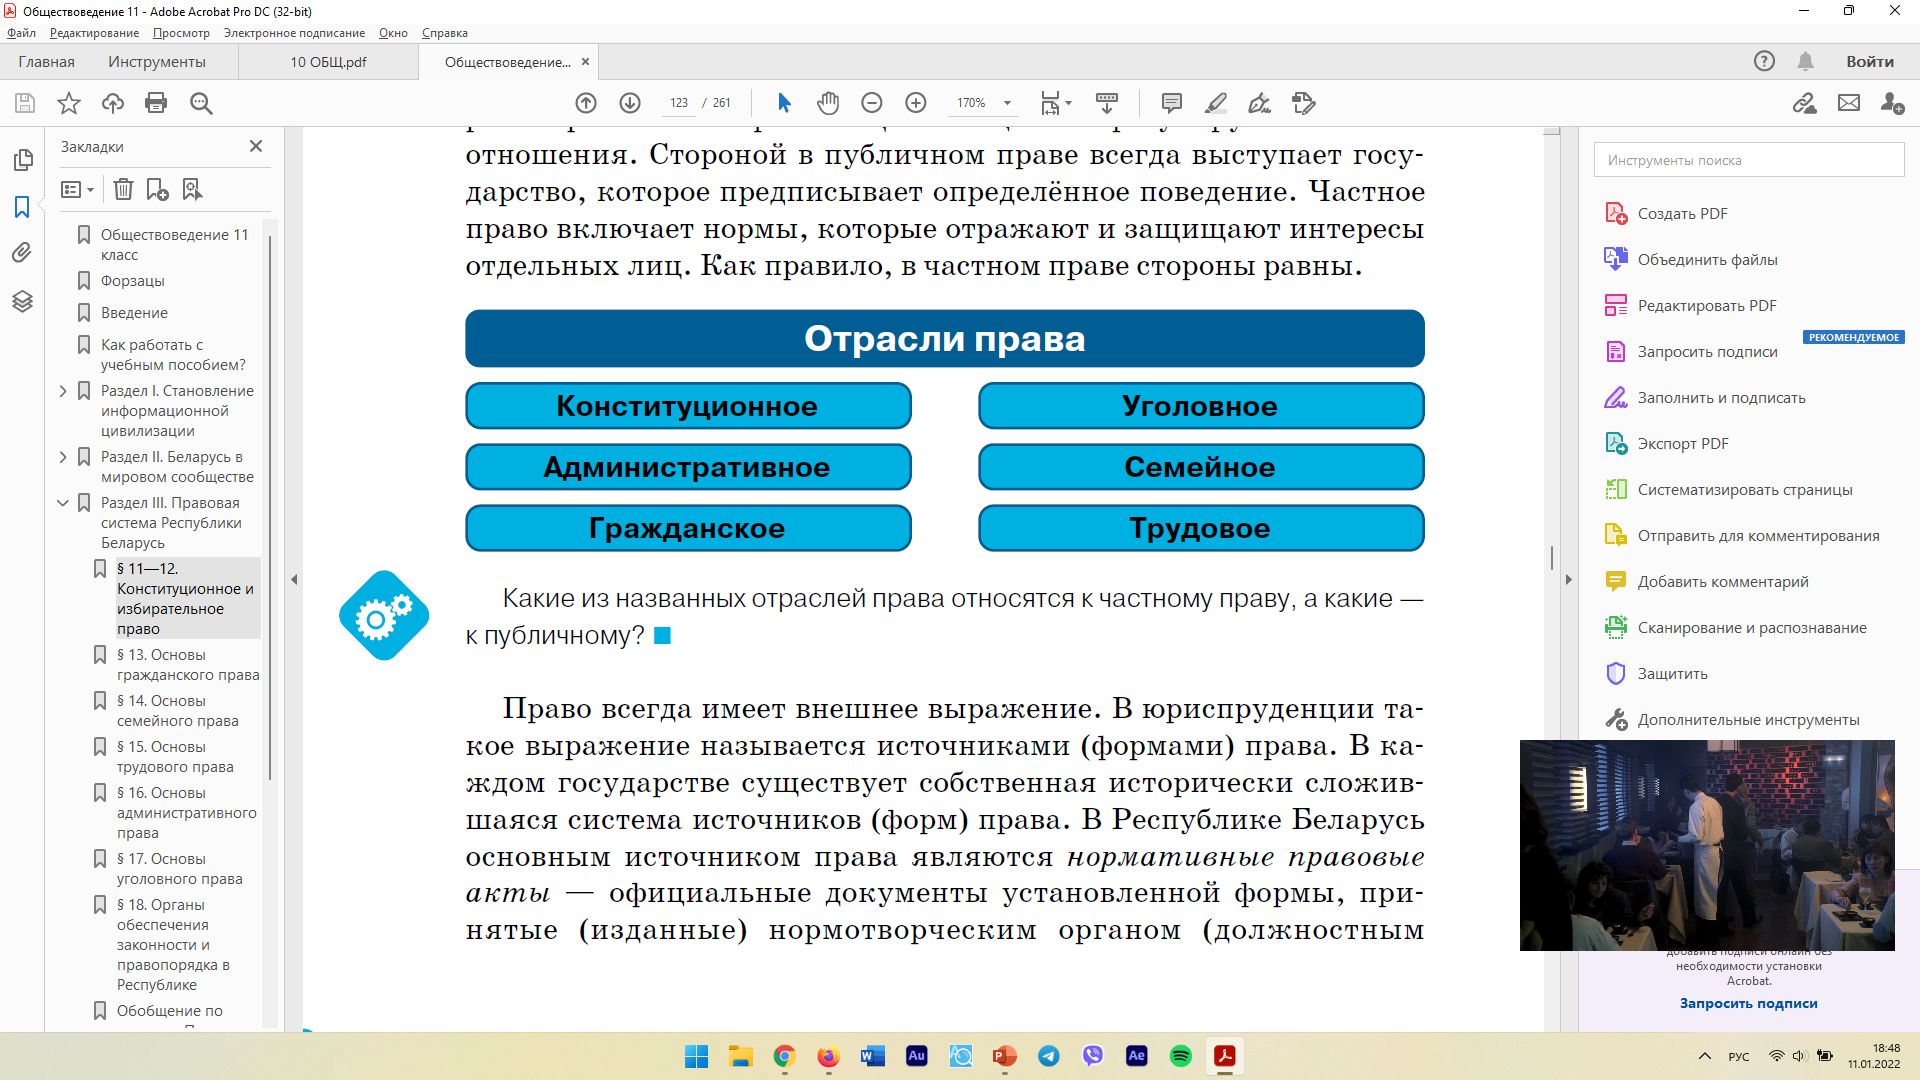 Обществоведение 11 - Adobe Acrobat Pro DC (32-bit)
Файл Редактирование Просмотр Электронное подписание Окно Справка
Главная Инструменты 10 ОБЩ.pdf Обществоведение... × Войти
123 / 261 170%
Закладки
Обществоведение 11
класс
Форзацы
Введение
Как работать с
учебным пособием?
Раздел I. Становление
информационной
цивилизации
Раздел II. Беларусь в
мировом сообществе
Раздел III. Правовая
система Республики
Беларусь
§ 11—12.
Конституционное и
избирательное
право
§ 13. Основы
гражданского права
§ 14. Основы
семейного права
§ 15. Основы
трудового права
§ 16. Основы
административного
права
§ 17. Основы
уголовного права
§ 18. Органы
обеспечения
законности и
правопорядка в
Республике
Обобщение по
отношения. Стороной в публичном праве всегда выступает госу-
дарство, которое предписывает определённое поведение. Частное
право включает нормы, которые отражают и защищают интересы
отдельных лиц. Как правило, в частном праве стороны равны.
Отрасли права
Конституционное Уголовное
Административное Семейное
Гражданское Трудовое
Какие из названных отраслей права относятся к частному праву, а какие —
к публичному?
Право всегда имеет внешнее выражение. В юриспруденции та-
кое выражение называется источниками (формами) права. В ка-
ждом государстве существует собственная исторически сложив-
шаяся система источников (форм) права. В Республике Беларусь
основным источником права являются нормативные правовые
акты — официальные документы установленной формы, при-
нятые (изданные) нормотворческим органом (должностным
Инструменты поиска
Создать PDF
Объединить файлы
Редактировать PDF
РЕКОМЕНДУЕМОЕ
Запросить подписи
Заполнить и подписать
Экспорт PDF
Систематизировать страницы
Отправить для комментирования
Добавить комментарий
Сканирование и распознавание
Защитить
Дополнительные инструменты
добавить подписи онлайн без
необходимости установки
Acrobat.
Запросить подписи
РУС
18:48
11.01.2022